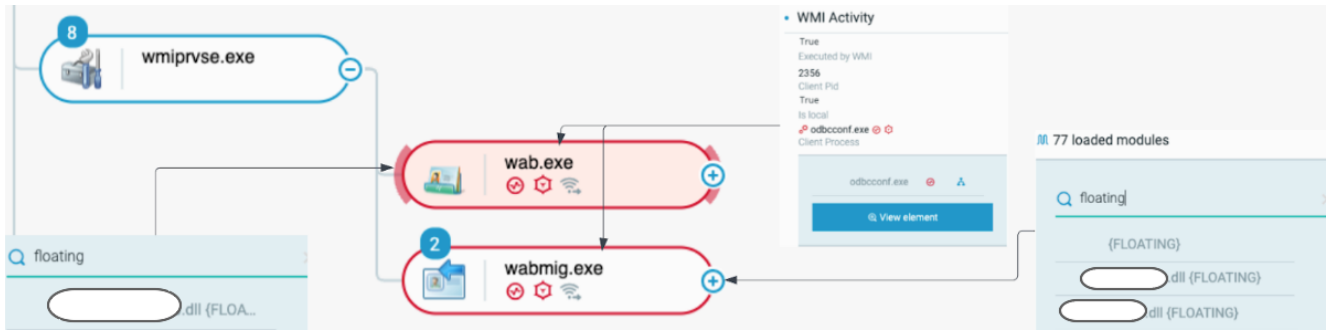 8
wmiprvse.exe
WMI Activity
True
Executed by WMI
2356
Client Pid
True
Is local
odbcconf.exe
Client Process
odbcconf.exe
View element
77 loaded modules
floating
{FLOATING}
.dll {FLOATING}
dll {FLOATING}
wab.exe
2
wabmig.exe
floating
.dll {FLOA...